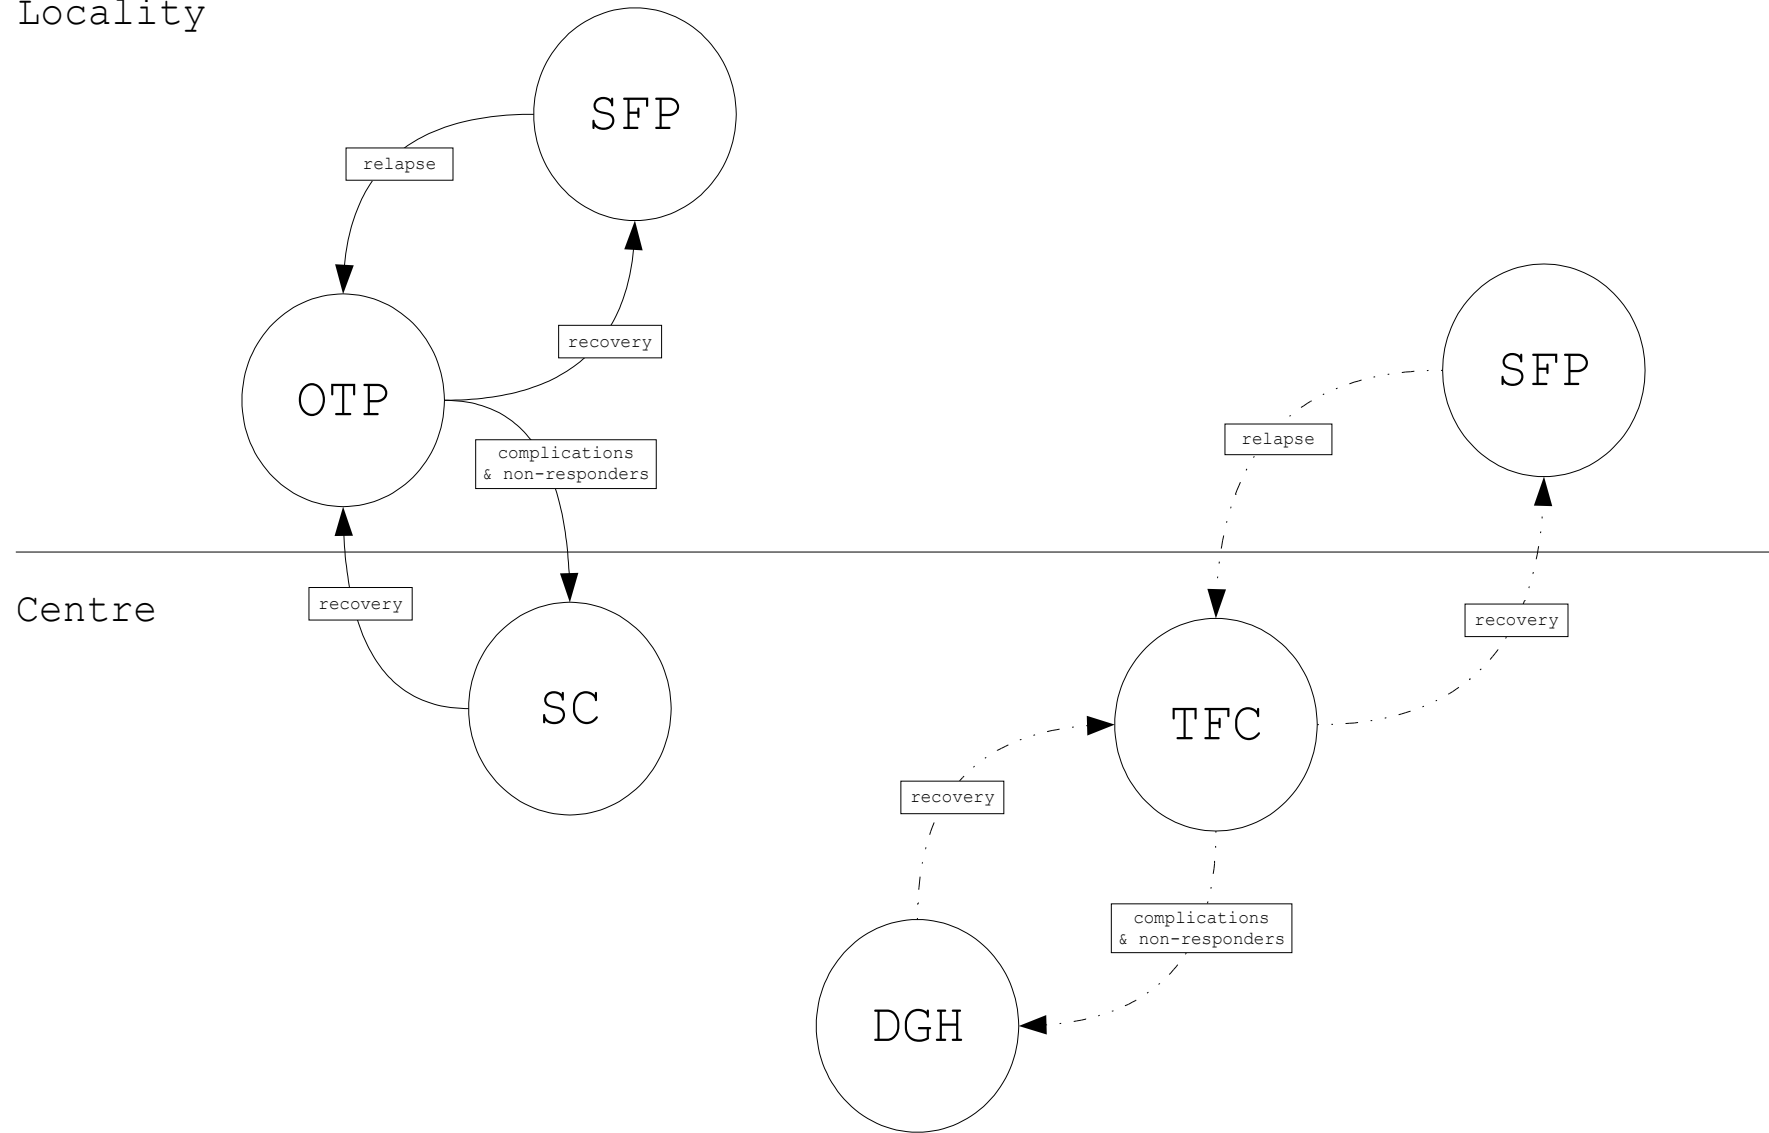 Locality
SFP
relapse
recovery
OTP
complications
& non-responders
SFP
relapse
Centre
recovery
SC
recovery
TFC
recovery
complications
& non-responders
DGH